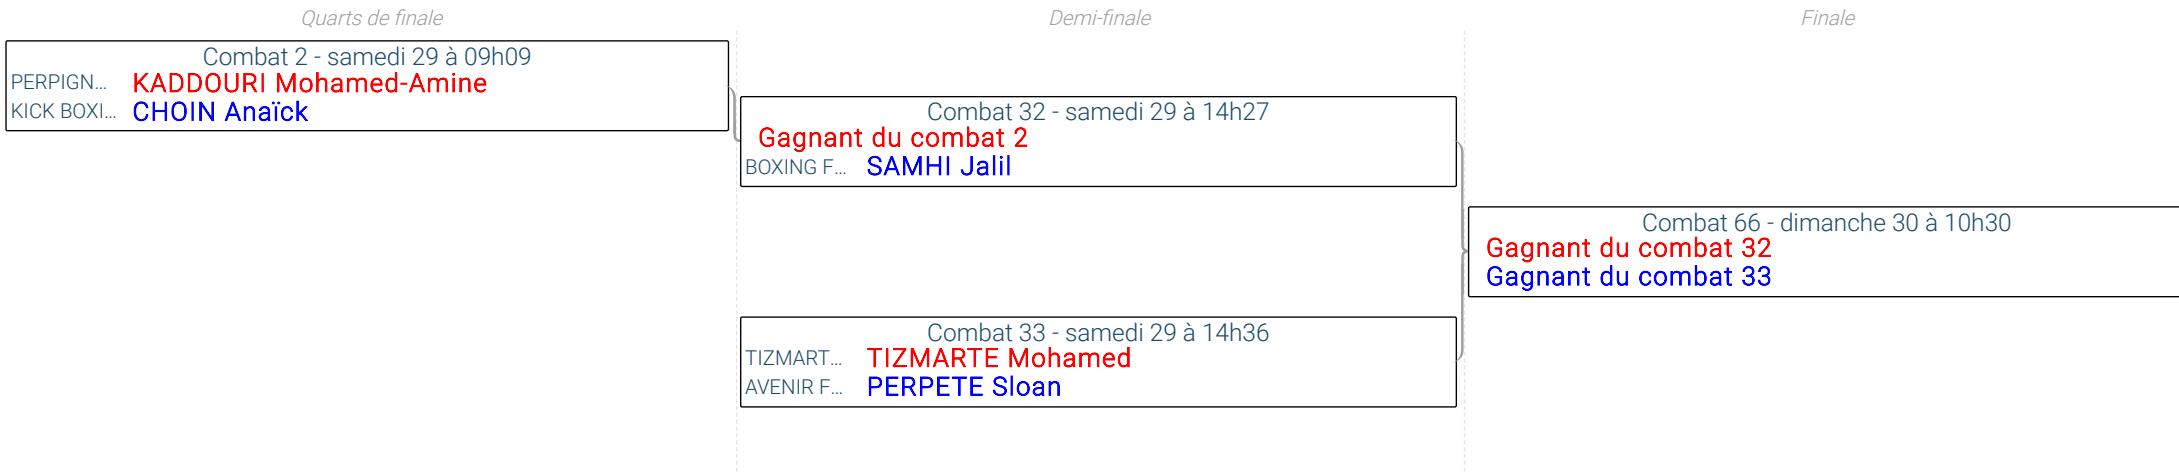 Quarts de finale
Demi-finale
Finale
Combat 2 - samedi 29 à 09h09
PERPIGN... KADDOURI Mohamed-Amine
KICK BOXI... CHOIN Anaïck
Combat 32 - samedi 29 à 14h27
Gagnant du combat 2
BOXING F... SAMHI Jalil
Combat 66 - dimanche 30 à 10h30
Gagnant du combat 32
Gagnant du combat 33
Combat 33 - samedi 29 à 14h36
TIZMART... TIZMARTE Mohamed
AVENIR F... PERPETE Sloan